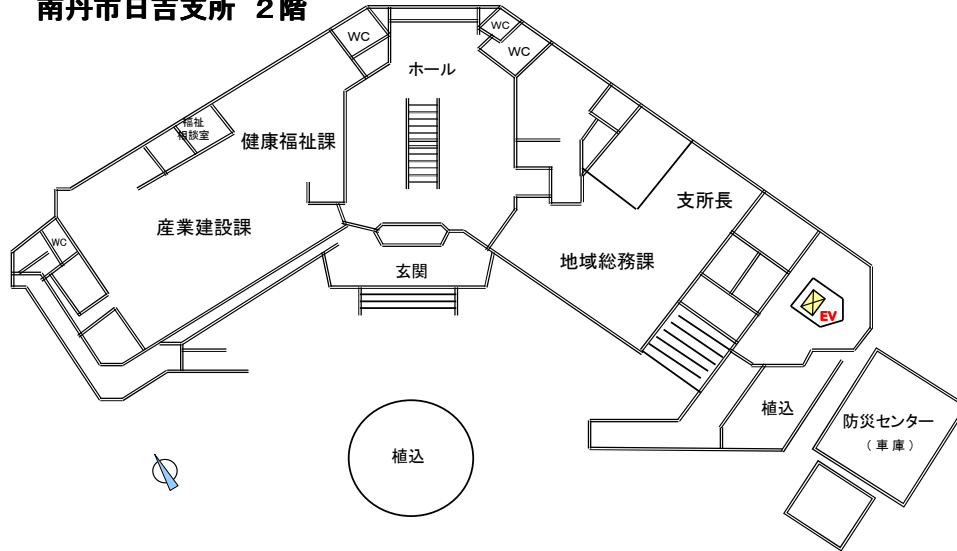 南丹市日吉支所 2階
WC
WC
WC
ホール
福祉
相談室
健康福祉課
支所長
産業建設課
WC
地域総務課
玄関
EV
植込
防災センター
(車庫)
植込